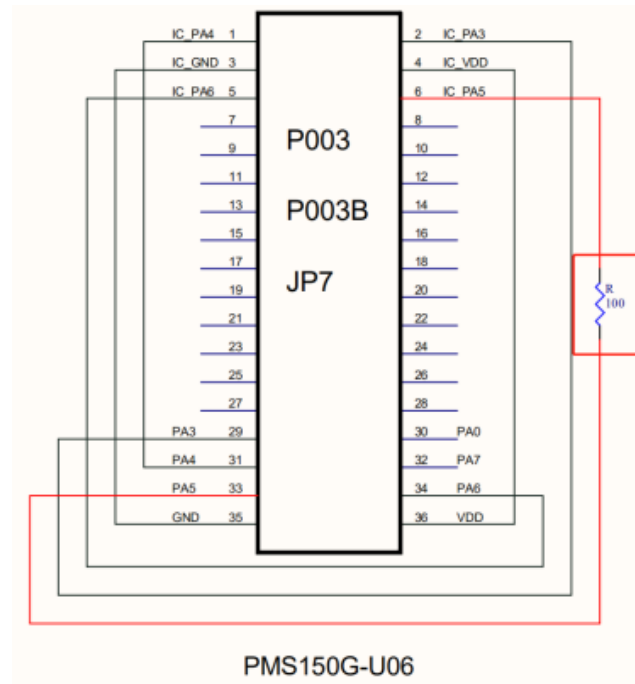 IC_PA4 1 2 IC_PA3
IC_GND 3 4 IC_VDD
IC_PA6 5 6 IC_PA5
7 8
9 10
P003
11 12
13 14
P003B
15 16
17 18
JP7
19 20
R
100
21 22
23 24
25 26
27 28
PA3 29 30 PA0
PA4 31 32 PA7
PA5 33 34 PA6
GND 35 36 VDD
PMS150G-U06